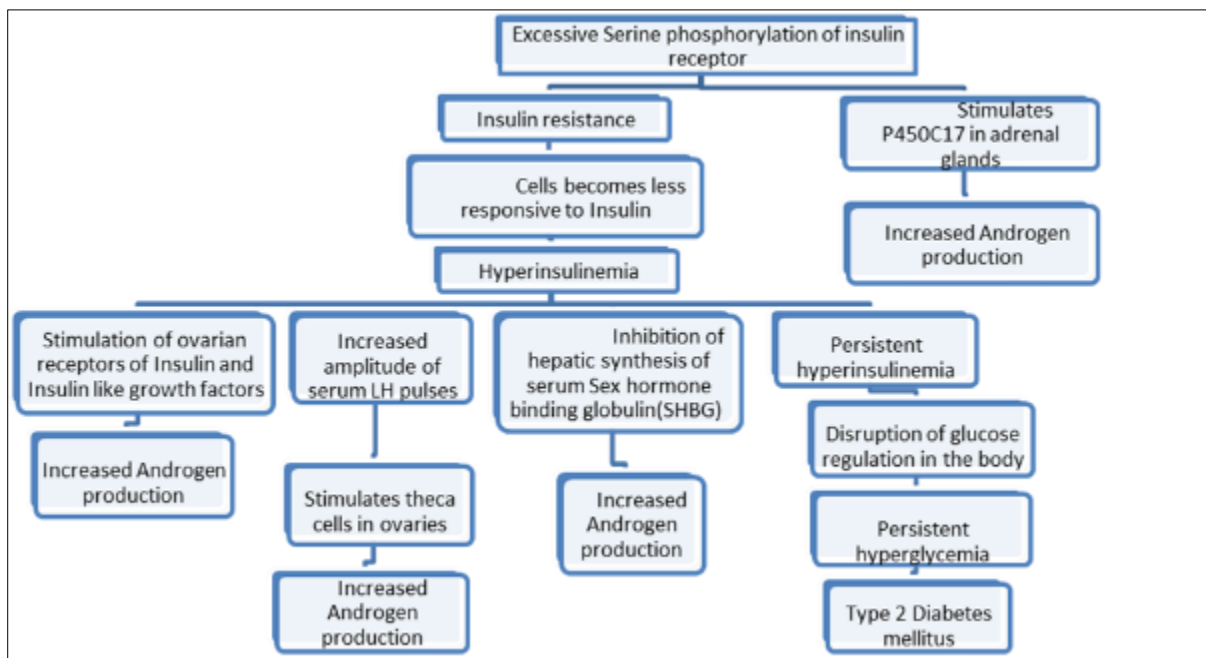 Excessive Serine phosphorylation of insulin
receptor
Insulin resistance
Stimulates
P450C17 in adrenal
glands
Cells becomes less
responsive to Insulin
Increased Androgen
production
Hyperinsulinemia
Stimulation of ovarian
receptors of Insulin and
Insulin like growth factors
Increased
amplitude of
serum LH pulses
Inhibition of
hepatic synthesis of
serum Sex hormone
binding globulin(SHBG)
Persistent
hyperinsulinemia
Increased Androgen
production
Stimulates theca
cells in ovaries
Increased
Androgen
production
Disruption of glucose
regulation in the body
Increased
Androgen
production
Persistent
hyperglycemia
Type 2 Diabetes
mellitus